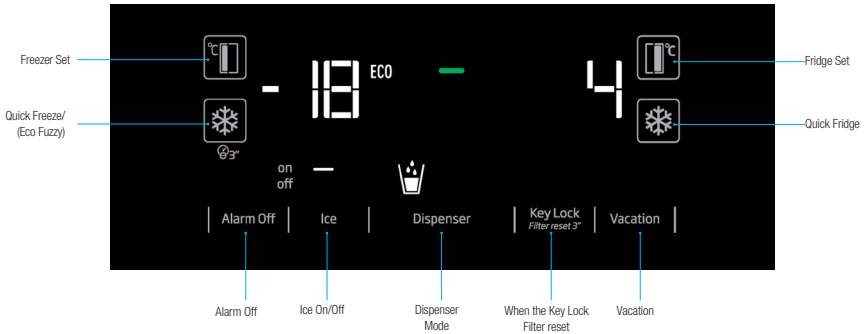 °C
°C
Freezer Set
-18
ECO
4
Fridge Set
Quick Freeze/
(Eco Fuzzy)
Quick Fridge
3"
on
off
Alarm Off
Ice
Dispenser
Key Lock
Filter reset 3"
Vacation
Alarm Off
Ice On/Off
Dispenser
Mode
When the Key Lock
Filter reset
Vacation